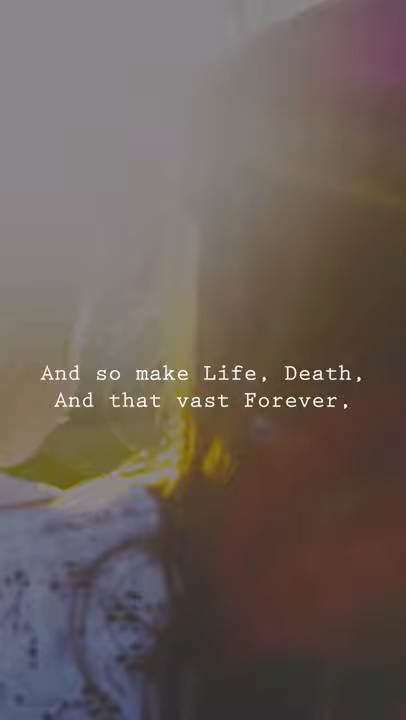 And so make Life, Death,
And that vast Forever,